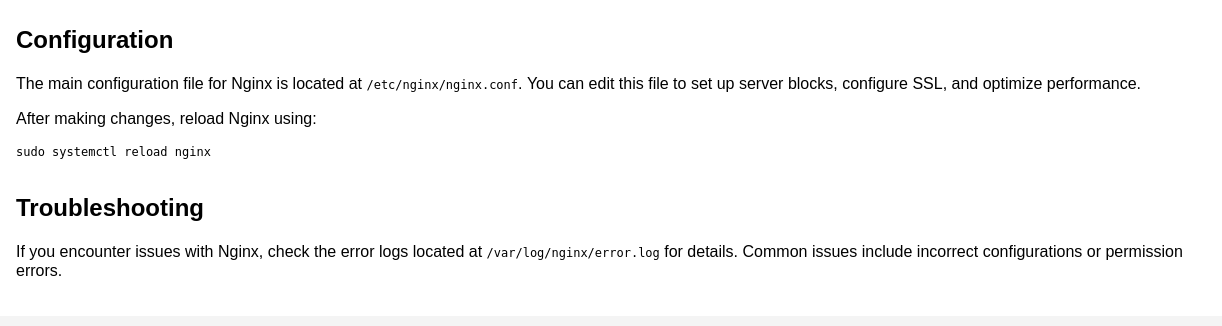 Configuration
The main configuration file for Nginx is located at /etc/nginx/nginx.conf. You can edit this file to set up server blocks, configure SSL, and optimize performance.
After making changes, reload Nginx using:
sudo systemctl reload nginx
Troubleshooting
If you encounter issues with Nginx, check the error logs located at /var/log/nginx/error.log for details. Common issues include incorrect configurations or permission
errors.